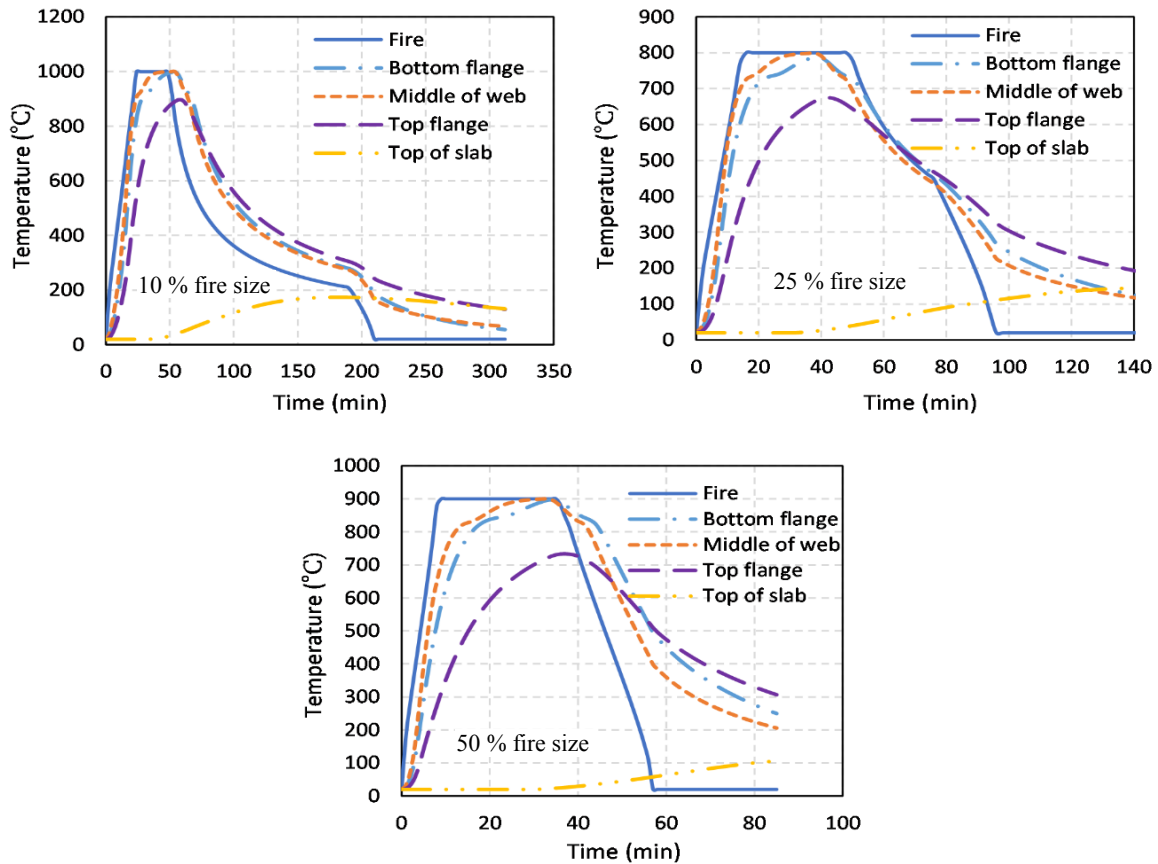 1200
1000
800
600
400
200
0
Temperature (°C)
Fire
Bottom flange
Middle of web
Top flange
Top of slab
10 % fire size
0 50 100 150 200 250 300 350
Time (min)
900
800
700
600
500
400
300
200
100
0
Temperature (°C)
Fire
Bottom flange
Middle of web
Top flange
Top of slab
25 % fire size
0 20 40 60 80 100 120 140
Time (min)
1000
900
800
700
600
500
400
300
200
100
0
Temperature (°C)
Fire
Bottom flange
Middle of web
Top flange
Top of slab
50 % fire size
0 20 40 60 80 100
Time (min)